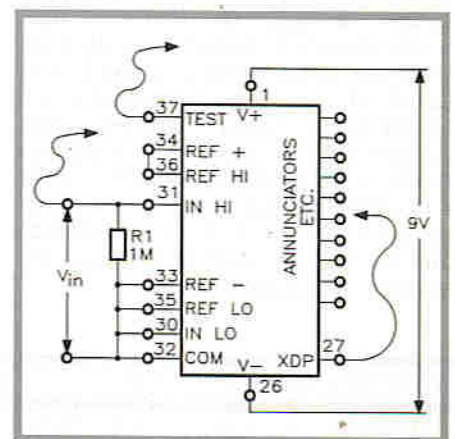 1
V+
37
TEST
34
REF +
36
REF HI
31
IN HI
R1
1M
Vin
33
REF -
35
REF LO
30
IN LO
32
COM
V-
26
XDP
27
ANNUNCIATORS
ETC.
9V